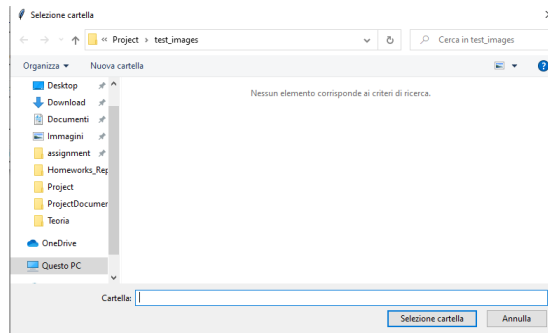 Selezione cartella
« Project › test_images
Cerca in test_images
Organizza
Nuova cartella
Desktop
Download
Documenti
Immagini
assignment
Homeworks_Rep
Project
ProjectDocumer
Teoria
OneDrive
Questo PC
Nessun elemento corrisponde ai criteri di ricerca.
Cartella:
Selezione cartella
Annulla